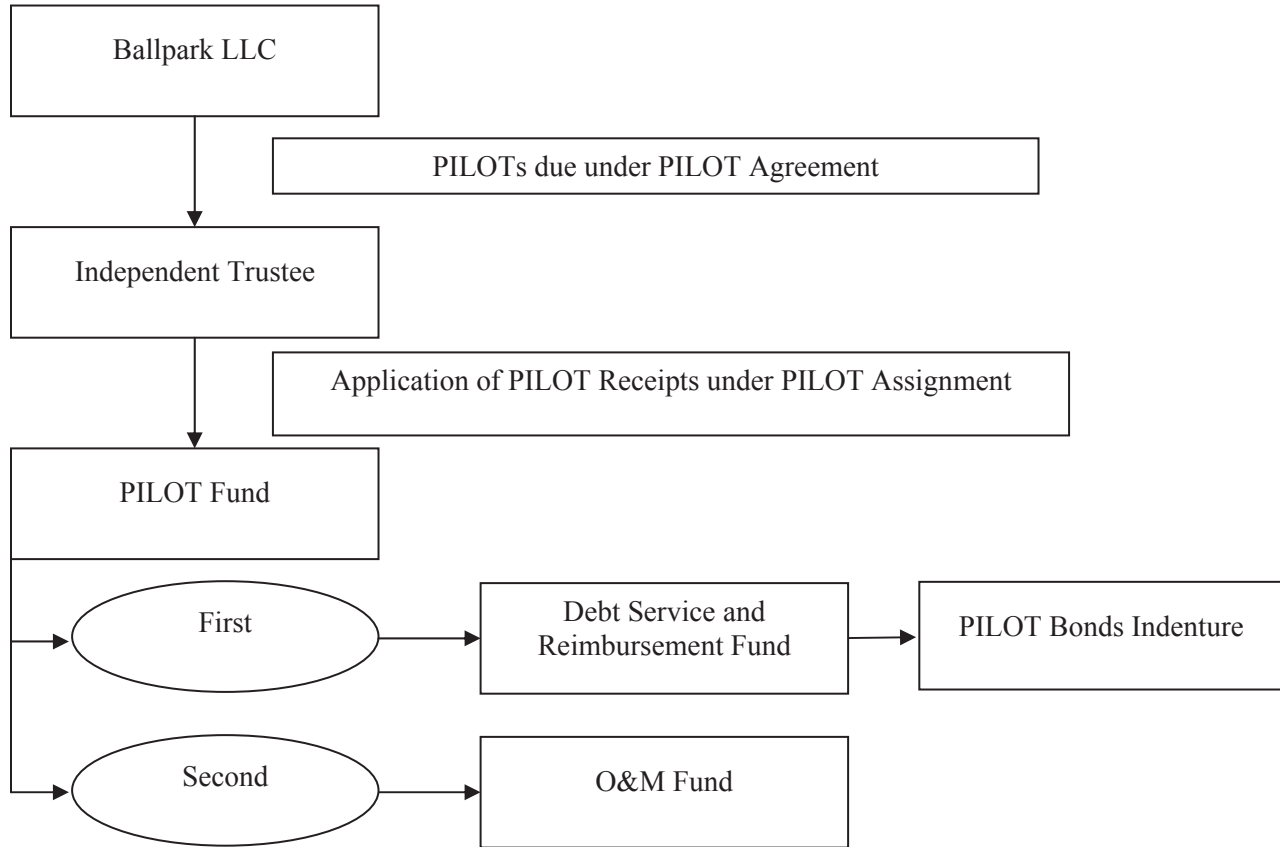 Ballpark LLC
PILOTs due under PILOT Agreement
Independent Trustee
Application of PILOT Receipts under PILOT Assignment
PILOT Fund
First
Debt Service and
Reimbursement Fund
PILOT Bonds Indenture
Second
O&M Fund